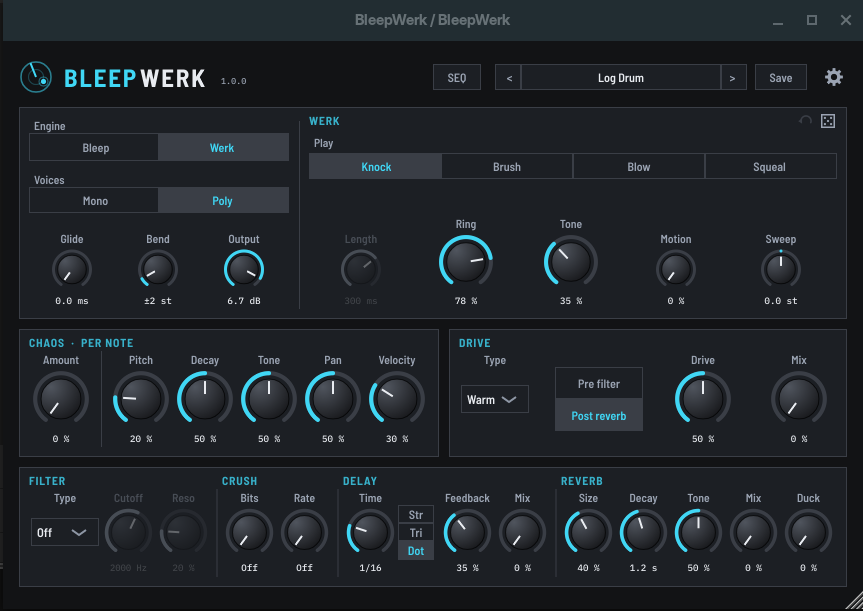 BleepWerk / BleepWerk
BLEEPWERK 1.0.0
SEQ < Log Drum > Save
Engine
Bleep Werk
Voices
Mono Poly
Glide Bend Output
0.0 ms ±2 st 6.7 dB
WERK
Play
Knock Brush Blow Squeal
Length Ring Tone Motion Sweep
300 ms 78 % 35 % 0 % 0.0 st
CHAOS · PER NOTE
Amount Pitch Decay Tone Pan Velocity
0 % 20 % 50 % 50 % 50 % 30 %
DRIVE
Type Drive Mix
Warm
Pre filter
Post reverb
50 % 0 %
FILTER
Type Cutoff Reso
Off
2000 Hz 20 %
CRUSH
Bits Rate
Off Off
DELAY
Time Feedback Mix
Str
Tri
Dot
1/16 35 % 0 %
REVERB
Size Decay Tone Mix Duck
40 % 1.2 s 50 % 0 % 0 %